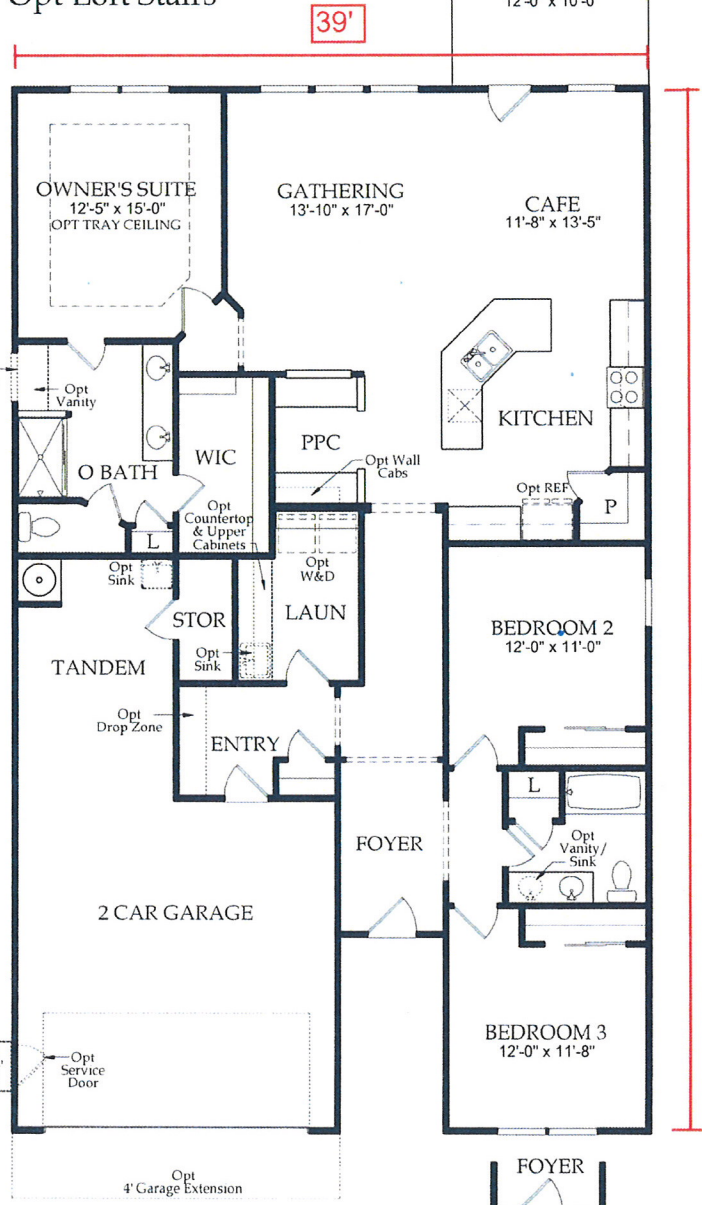 Opt Loft Stairs
12'-0" x 10'-0"
39'
OWNER'S SUITE
12'-5" x 15'-0"
OPT TRAY CEILING
GATHERING
13'-10" x 17'-0"
CAFE
11'-8" x 13'-5"
Opt
Vanity
O BATH
WIC
PPC
Opt Wall
Cabs
KITCHEN
Opt REF
P
L
Opt
Countertop
& Upper
Cabinets
Opt
Sink
Opt
W&D
STOR
LAUN
Opt
Sink
BEDROOM 2
12'-0" x 11'-0"
TANDEM
Opt
Drop Zone
ENTRY
L
FOYER
Opt
Vanity/
Sink
2 CAR GARAGE
BEDROOM 3
12'-0" x 11'-8"
Opt
Service
Door
Opt
4' Garage Extension
FOYER